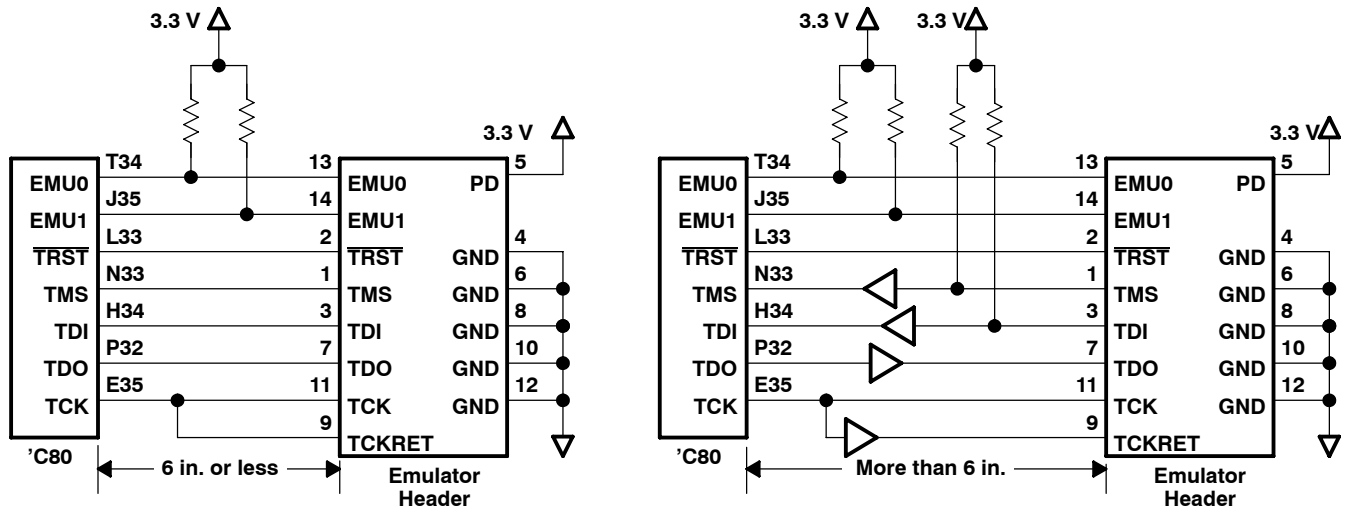 3.3 V
3.3 V
T34 13 5
EMU0 EMU0 PD
J35 14
EMU1 EMU1
L33 2 4
TRST TRST GND
N33 1 6
TMS TMS GND
H34 3 8
TDI TDI GND
P32 7 10
TDO TDO GND
E35 11 12
TCK TCK GND
9
TCKRET
'C80
6 in. or less
Emulator
Header
3.3 V 3.3 V
3.3 V
T34 13 5
EMU0 EMU0 PD
J35 14
EMU1 EMU1
L33 2 4
TRST TRST GND
N33 1 6
TMS TMS GND
H34 3 8
TDI TDI GND
P32 7 10
TDO TDO GND
E35 11 12
TCK TCK GND
9
TCKRET
'C80
More than 6 in.
Emulator
Header